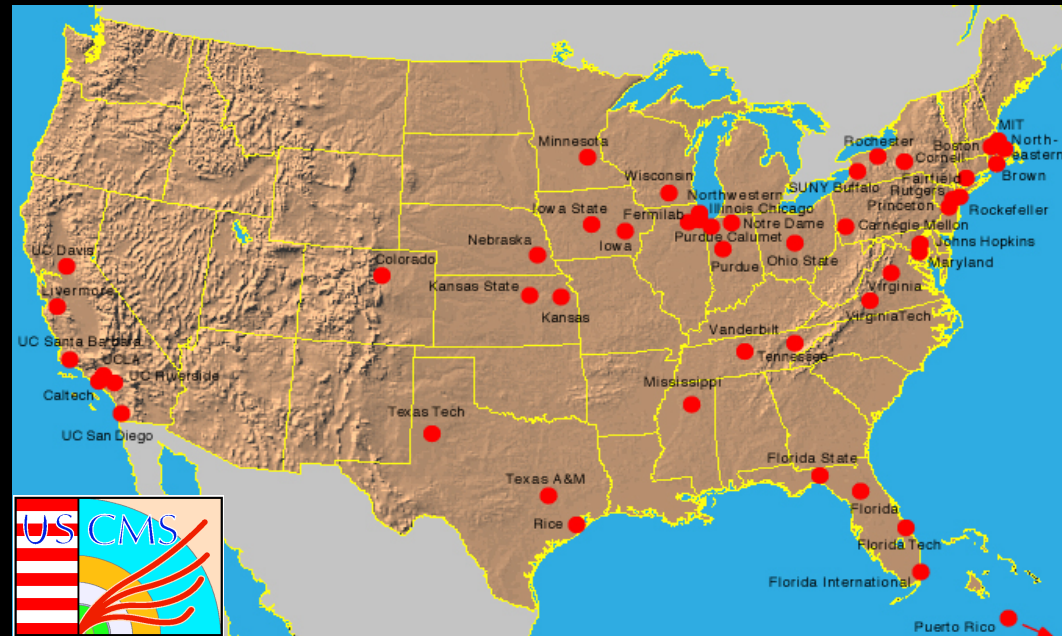 MIT
Minnesota
Rochester
Boston
North-
eastern
Cornell
Wisconsin
Fairfield
Brown
SUNY Buffalo
Northwestern
Rutgers
Iowa State
Fermilab
Illinois Chicago
Princeton
Rockefeller
Notre Dame
Carnegie Mellon
Nebraska
Iowa
Purdue Calumet
Johns Hopkins
UC Davis
Colorado
Purdue
Ohio State
Maryland
Kansas State
Virginia
Livermore
Kansas
VirginiaTech
Vanderbilt
UC Santa Barbara
Tennessee
UCLA
UC Riverside
Mississippi
Caltech
Texas Tech
UC San Diego
Florida State
Texas A&M
Florida
US CMS
Rice
Florida Tech
Florida International
Puerto Rico